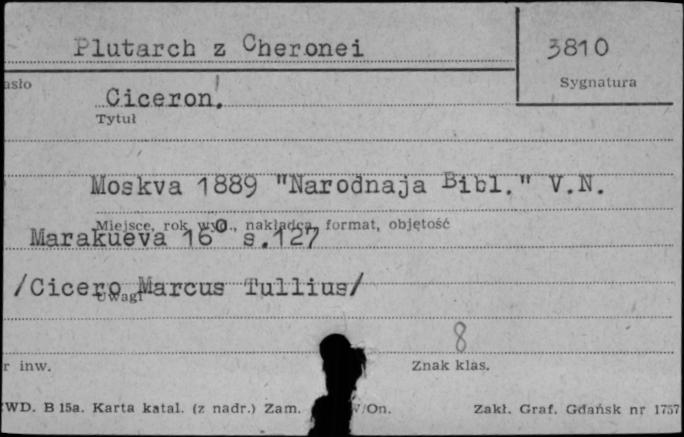 Plutarch z Cheronei 3810
asło Sygnatura
Ciceron.
Tytuł
Moskva 1889 "Narodnaja Bibl." V.N.
Miejsce, rok wyd., nakładca, format, objętość
Marakueva 16° s.127
/Cicero Marcus Tullius/
Uwagi
8
r inw. Znak klas.
WD. B 15a. Karta katal. (z nadr.) Zam. /On. Zakł. Graf. Gdańsk nr 1757